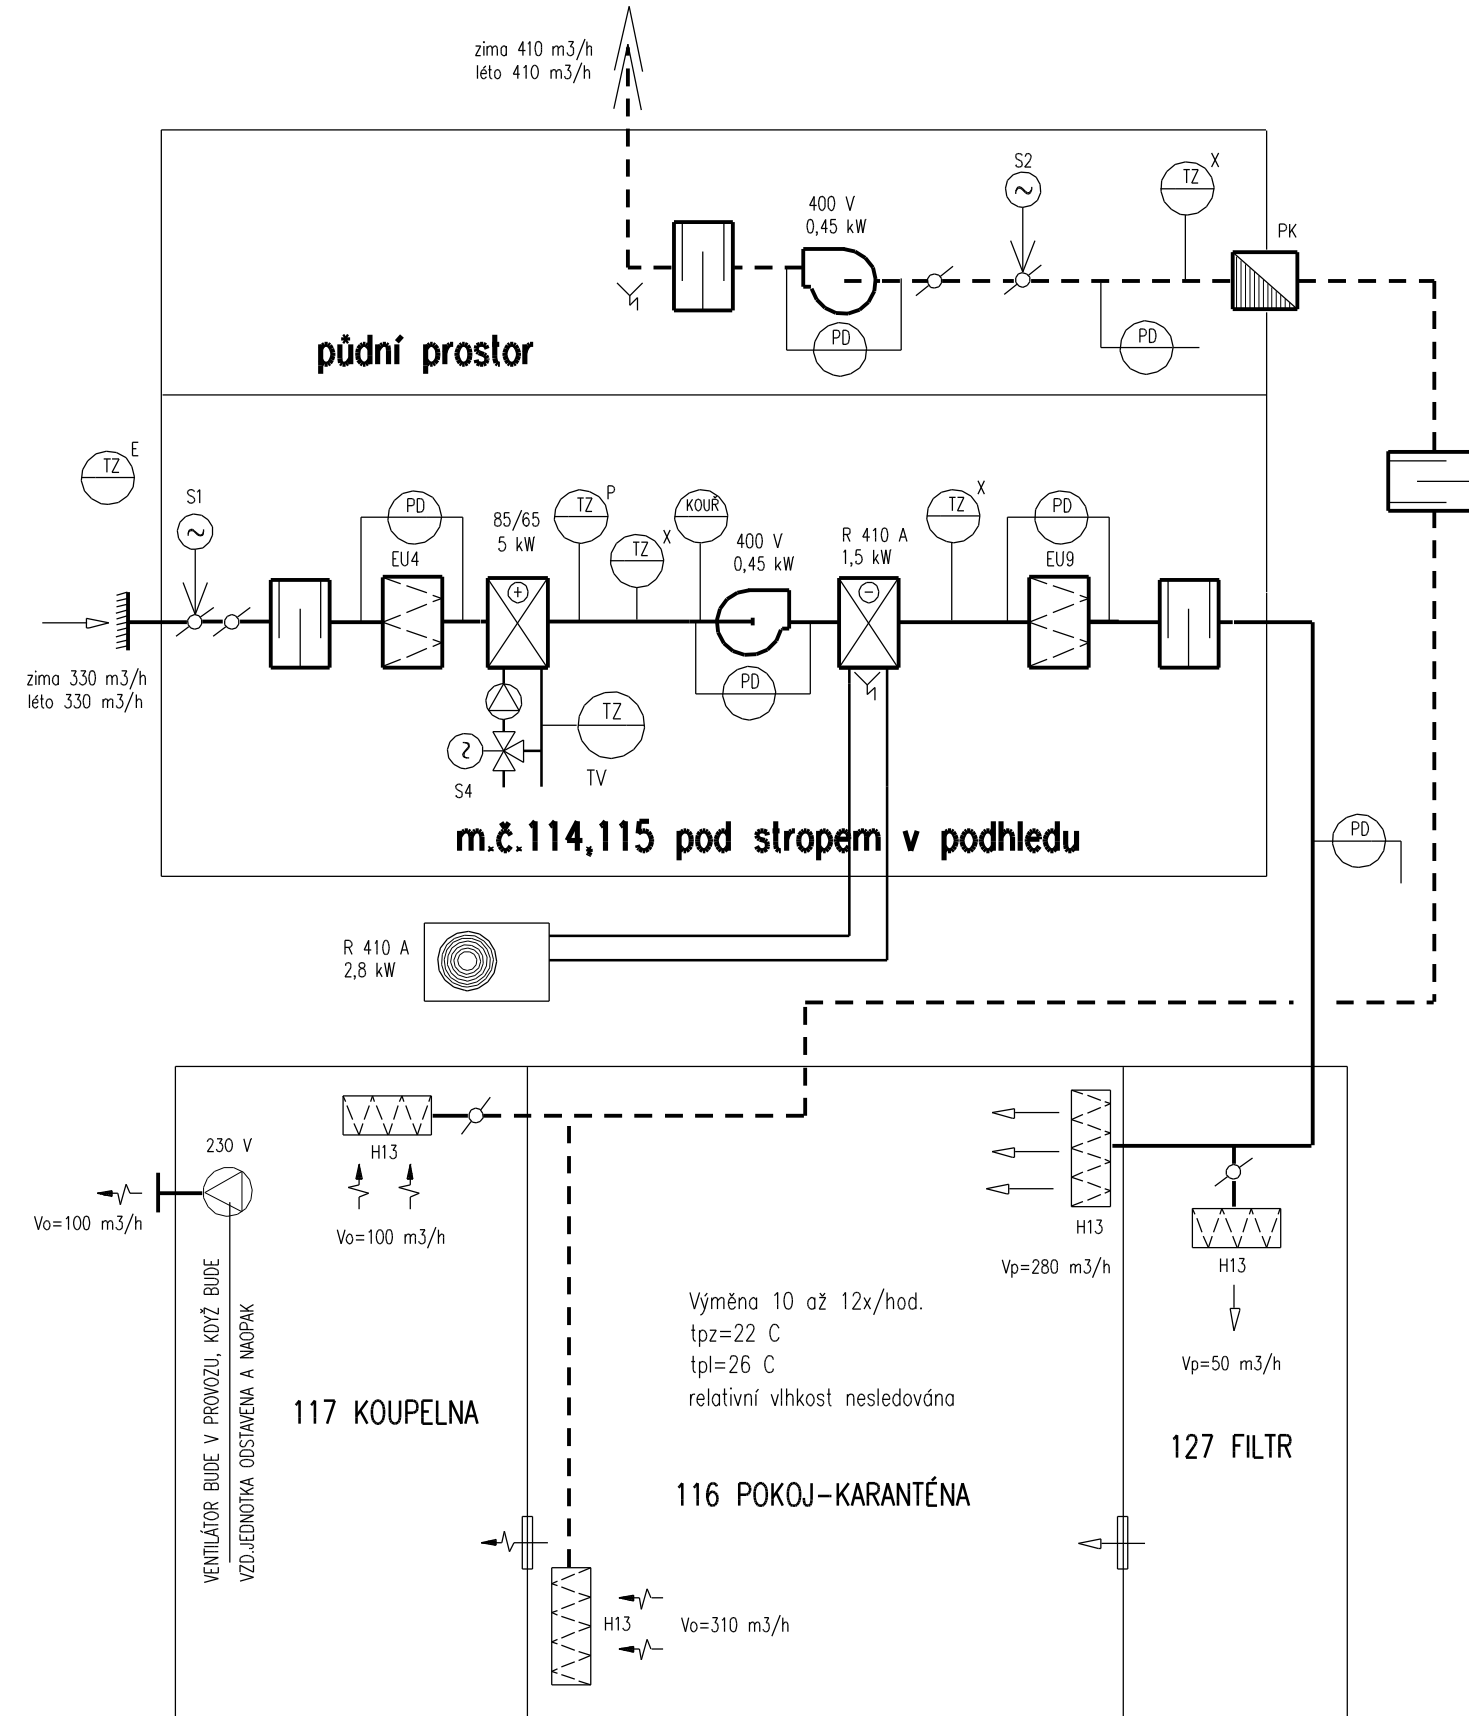 zima 410 m3/h
léto 410 m3/h
S2
TZ
X
400 V
0,45 kW
PK
PD
PD
půdní prostor
TZ
E
S1
PD
EU4
85/65
5 kW
TZ
P
TZ
X
KOUŘ
400 V
0,45 kW
R 410 A
1,5 kW
TZ
X
PD
EU9
zima 330 m3/h
léto 330 m3/h
PD
TZ
TV
S4
m.č.114,115 pod stropem v podhledu
PD
R 410 A
2,8 kW
230 V
Vo=100 m3/h
H13
Vo=100 m3/h
H13
Vp=280 m3/h
H13
Vp=50 m3/h
VENTILÁTOR BUDE V PROVOZU, KDYŽ BUDE
VZD.JEDNOTKA ODSTAVENA A NAOPAK
Výměna 10 až 12x/hod.
tpz=22 C
tpl=26 C
relativní vlhkost nesledována
117 KOUPELNA
127 FILTR
116 POKOJ-KARANTÉNA
H13
Vo=310 m3/h